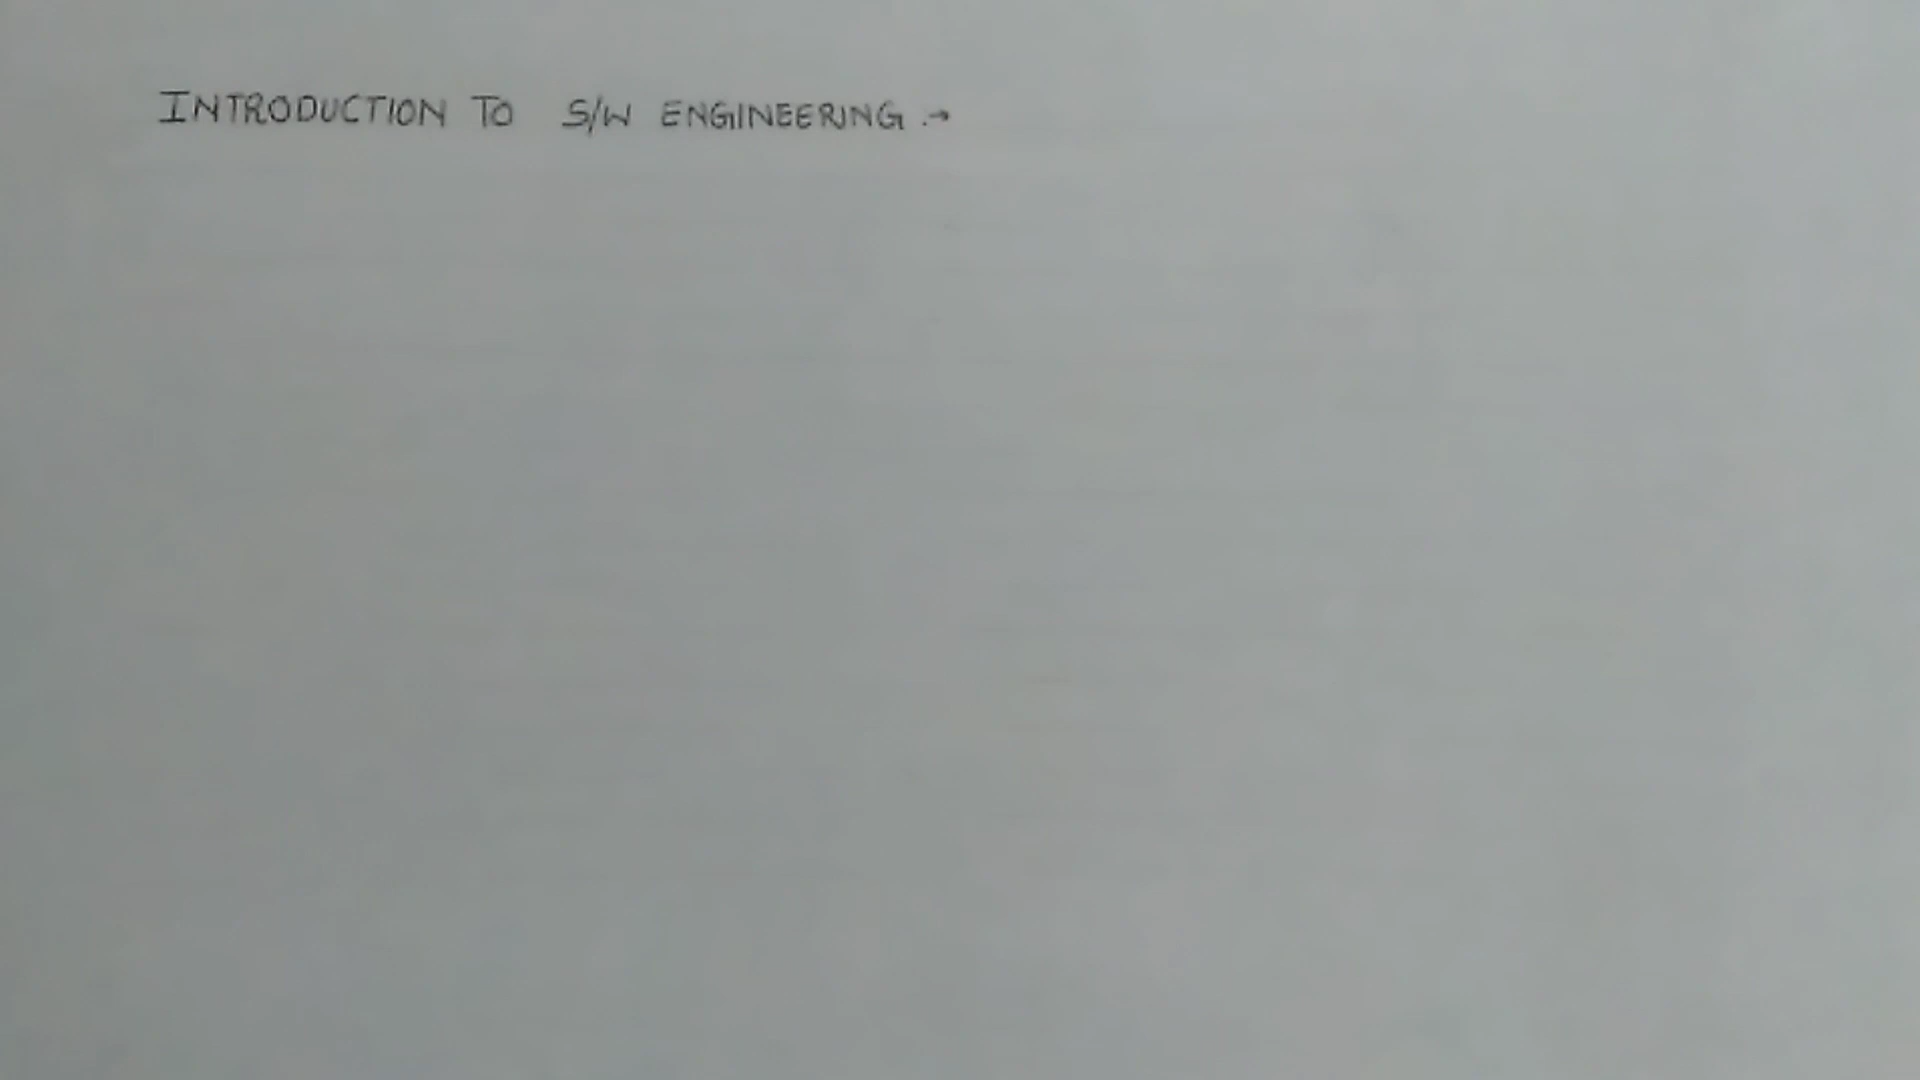 INTRODUCTION TO S/W ENGINEERING :→